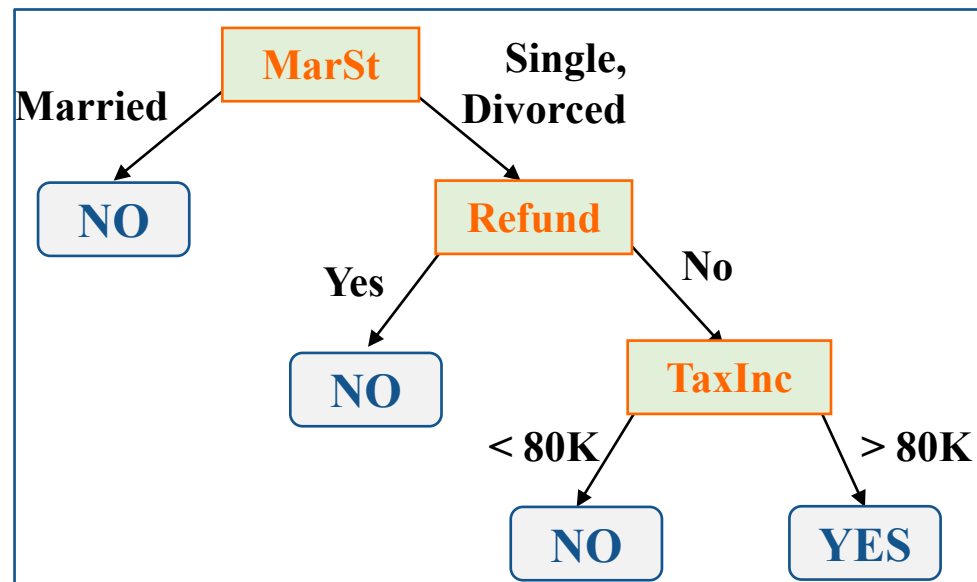 MarSt
Single,
Divorced
Married
NO
Refund
Yes
No
NO
TaxInc
< 80K
> 80K
NO
YES